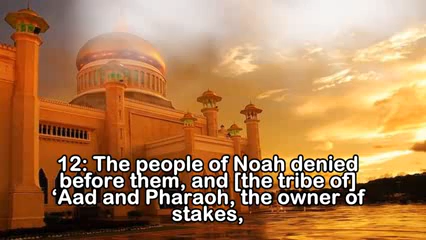 12: The people of Noah denied
before them, and [the tribe of]
‘Aad and Pharaoh, the owner of
stakes,